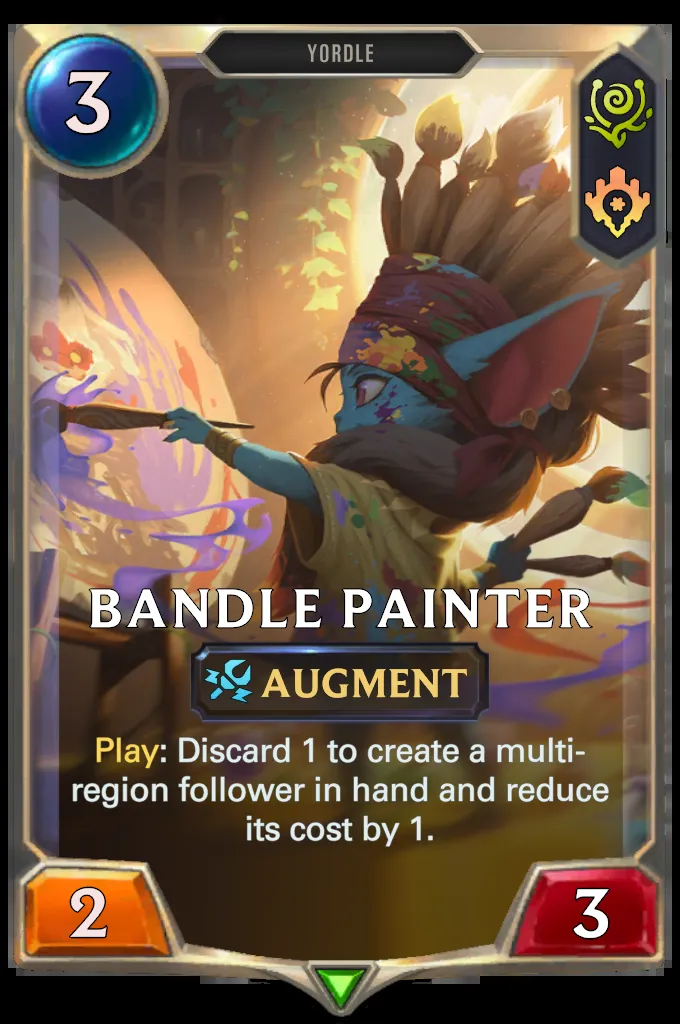 YORDLE
3
BANDLE PAINTER
AUGMENT
Play: Discard 1 to create a multi-
region follower in hand and reduce
its cost by 1.
2
3